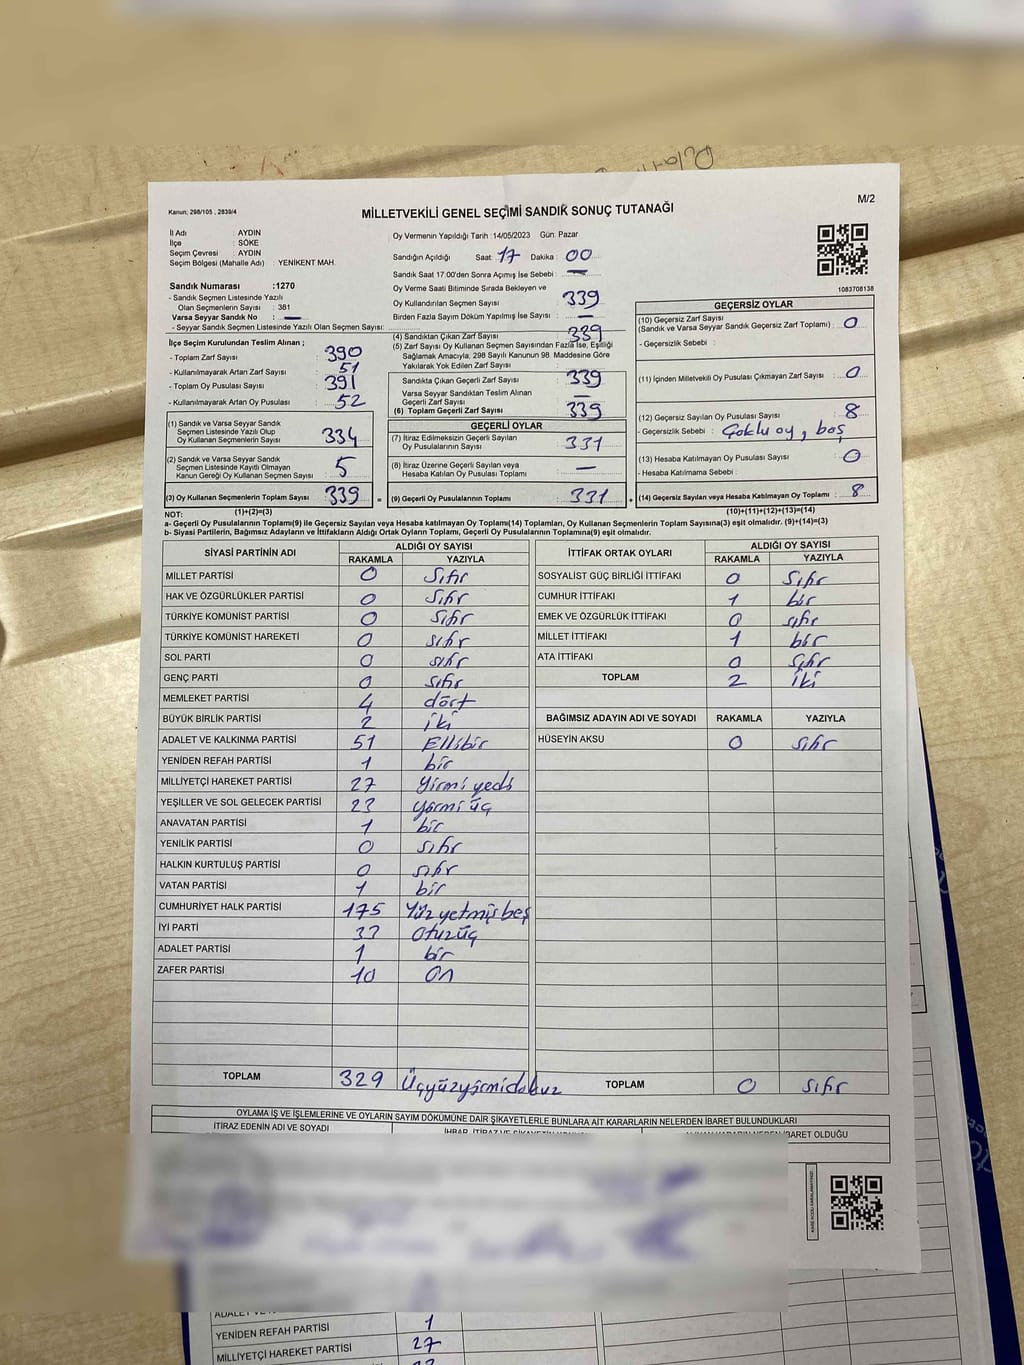 M/2
Kanun: 298/105 , 2839/4
MİLLETVEKİLİ GENEL SEÇİMİ SANDIK SONUÇ TUTANAĞI
İl Adı : AYDIN
İlçe : SÖKE
Seçim Çevresi : AYDIN
Seçim Bölgesi (Mahalle Adı) : YENİKENT MAH.
Sandık Numarası :1270
- Sandık Seçmen Listesinde Yazılı
Olan Seçmenlerin Sayısı : 381
Varsa Seyyar Sandık No : —
- Seyyar Sandık Seçmen Listesinde Yazılı Olan Seçmen Sayısı:
İlçe Seçim Kurulundan Teslim Alınan ;
- Toplam Zarf Sayısı : 390
- Kullanılmayarak Artan Zarf Sayısı : 51
- Toplam Oy Pusulası Sayısı : 391
- Kullanılmayarak Artan Oy Pusulası : 52
(1) Sandık ve Varsa Seyyar Sandık
Seçmen Listesinde Yazılı Olup
Oy Kullanan Seçmenlerin Sayısı : 334
(2) Sandık ve Varsa Seyyar Sandık
Seçmen Listesinde Kayıtlı Olmayan
Kanun Gereği Oy Kullanan Seçmen Sayısı : 5
(3) Oy Kullanan Seçmenlerin Toplam Sayısı : 339 =
(1)+(2)=(3)
Oy Vermenin Yapıldığı Tarih :14/05/2023 Gün: Pazar
Sandığın Açıldığı Saat: 17 Dakika : 00
Sandık Saat 17.00'den Sonra Açımış İse Sebebi : —
Oy Verme Saati Bitiminde Sırada Bekleyen ve
Oy Kullandırılan Seçmen Sayısı : 339
Birden Fazla Sayım Döküm Yapılmış İse Sayısı : —
(4) Sandıktan Çıkan Zarf Sayısı : 339
(5) Zarf Sayısı Oy Kullanan Seçmen Sayısından Fazla İse, Eşitliği
Sağlamak Amacıyla, 298 Sayılı Kanunun 98. Maddesine Göre
Yakılarak Yok Edilen Zarf Sayısı :
Sandıkta Çıkan Geçerli Zarf Sayısı : 339
Varsa Seyyar Sandıktan Teslim Alınan
Geçerli Zarf Sayısı : —
(6) Toplam Geçerli Zarf Sayısı : 339
GEÇERLİ OYLAR
(7) İtiraz Edilmeksizin Geçerli Sayılan
Oy Pusulalarının Sayısı : 331
(8) İtiraz Üzerine Geçerli Sayılan veya
Hesaba Katılan Oy Pusulası Toplamı : —
(9) Geçerli Oy Pusulalarının Toplamı : 331 +
1083708138
GEÇERSİZ OYLAR
(10) Geçersiz Zarf Sayısı
(Sandık ve Varsa Seyyar Sandık Geçersiz Zarf Toplamı) : 0
- Geçersizlik Sebebi :
(11) İçinden Milletvekili Oy Pusulası Çıkmayan Zarf Sayısı : 0
(12) Geçersiz Sayılan Oy Pusulası Sayısı : 8
- Geçersizlik Sebebi : Çoklu oy, boş
(13) Hesaba Katılmayan Oy Pusulası Sayısı : 0
- Hesaba Katılmama Sebebi :
(14) Geçersiz Sayılan veya Hesaba Katılmayan Oy Toplamı : 8
(10)+(11)+(12)+(13)=(14)
NOT:
a- Geçerli Oy Pusulalarının Toplamı(9) ile Geçersiz Sayılan veya Hesaba katılmayan Oy Toplamı(14) Toplamları, Oy Kullanan Seçmenlerin Toplam Sayısına(3) eşit olmalıdır. (9)+(14)=(3)
b- Siyasi Partilerin, Bağımsız Adayların ve İttifakların Aldığı Ortak Oyların Toplamı, Geçerli Oy Pusulalarının Toplamına(9) eşit olmalıdır.
SİYASİ PARTİNİN ADI ALDIĞI OY SAYISI
RAKAMLA YAZIYLA
MİLLET PARTİSİ 0 Sıfır
HAK VE ÖZGÜRLÜKLER PARTİSİ 0 Sıfır
TÜRKİYE KOMÜNİST PARTİSİ 0 Sıfır
TÜRKİYE KOMÜNİST HAREKETİ 0 sıfır
SOL PARTİ 0 sıfır
GENÇ PARTİ 0 sıfır
MEMLEKET PARTİSİ 4 dört
BÜYÜK BİRLİK PARTİSİ 2 iki
ADALET VE KALKINMA PARTİSİ 51 Ellibir
YENİDEN REFAH PARTİSİ 1 bir
MİLLİYETÇİ HAREKET PARTİSİ 27 Yirmi yedi
YEŞİLLER VE SOL GELECEK PARTİSİ 23 yirmi üç
ANAVATAN PARTİSİ 1 bir
YENİLİK PARTİSİ 0 sıfır
HALKIN KURTULUŞ PARTİSİ 0 sıfır
VATAN PARTİSİ 1 bir
CUMHURİYET HALK PARTİSİ 175 Yüz yetmiş beş
İYİ PARTİ 33 Otuzüç
ADALET PARTİSİ 1 bir
ZAFER PARTİSİ 10 On
TOPLAM 329 Üçyüzyirmidokuz
İTTİFAK ORTAK OYLARI ALDIĞI OY SAYISI
RAKAMLA YAZIYLA
SOSYALİST GÜÇ BİRLİĞİ İTTİFAKI 0 Sıfır
CUMHUR İTTİFAKI 1 bir
EMEK VE ÖZGÜRLÜK İTTİFAKI 0 sıfır
MİLLET İTTİFAKI 1 bir
ATA İTTİFAKI 0 Sıfır
TOPLAM 2 iki
BAĞIMSIZ ADAYIN ADI VE SOYADI RAKAMLA YAZIYLA
HÜSEYİN AKSU 0 sıfır
TOPLAM 0 sıfır
OYLAMA İŞ VE İŞLEMLERİNE VE OYLARIN SAYIM DÖKÜMÜNE DAİR ŞİKAYETLERLE BUNLARA AİT KARARLARIN NELERDEN İBARET BULUNDUKLARI
İTİRAZ EDENİN ADI VE SOYADI
İBARET OLDUĞU
YENİDEN REFAH PARTİSİ 1
MİLLİYETÇİ HAREKET PARTİSİ 27